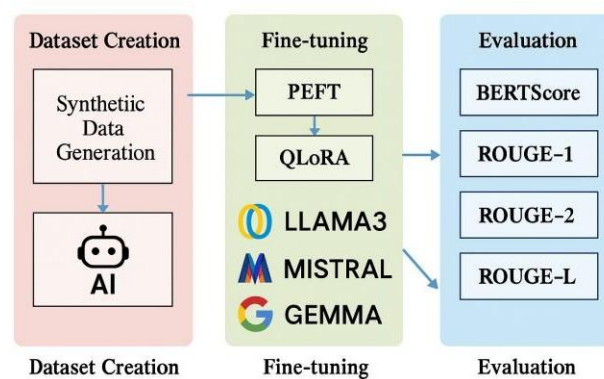 Dataset Creation
Synthetiic
Data
Generation
AI
Dataset Creation
Fine-tuning
PEFT
QLoRA
LLAMA3
MISTRAL
GEMMA
Fine-tuning
Evaluation
BERTScore
ROUGE-1
ROUGE-2
ROUGE-L
Evaluation